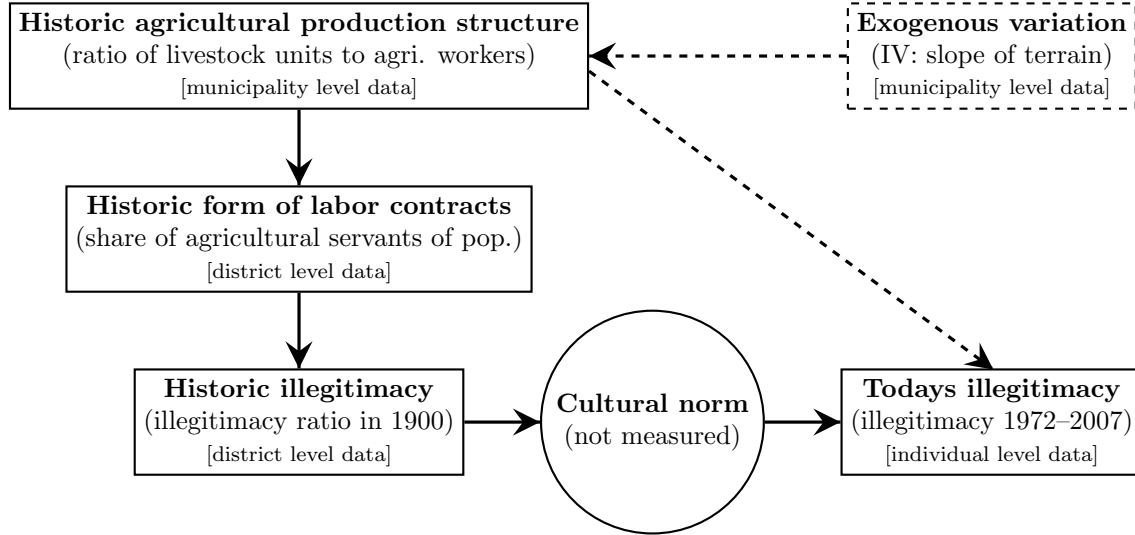 Historic agricultural production structure
(ratio of livestock units to agri. workers)
[municipality level data]
Exogenous variation
(IV: slope of terrain)
[municipality level data]
Historic form of labor contracts
(share of agricultural servants of pop.)
[district level data]
Historic illegitimacy
(illegitimacy ratio in 1900)
[district level data]
Cultural norm
(not measured)
Todays illegitimacy
(illegitimacy 1972–2007)
[individual level data]